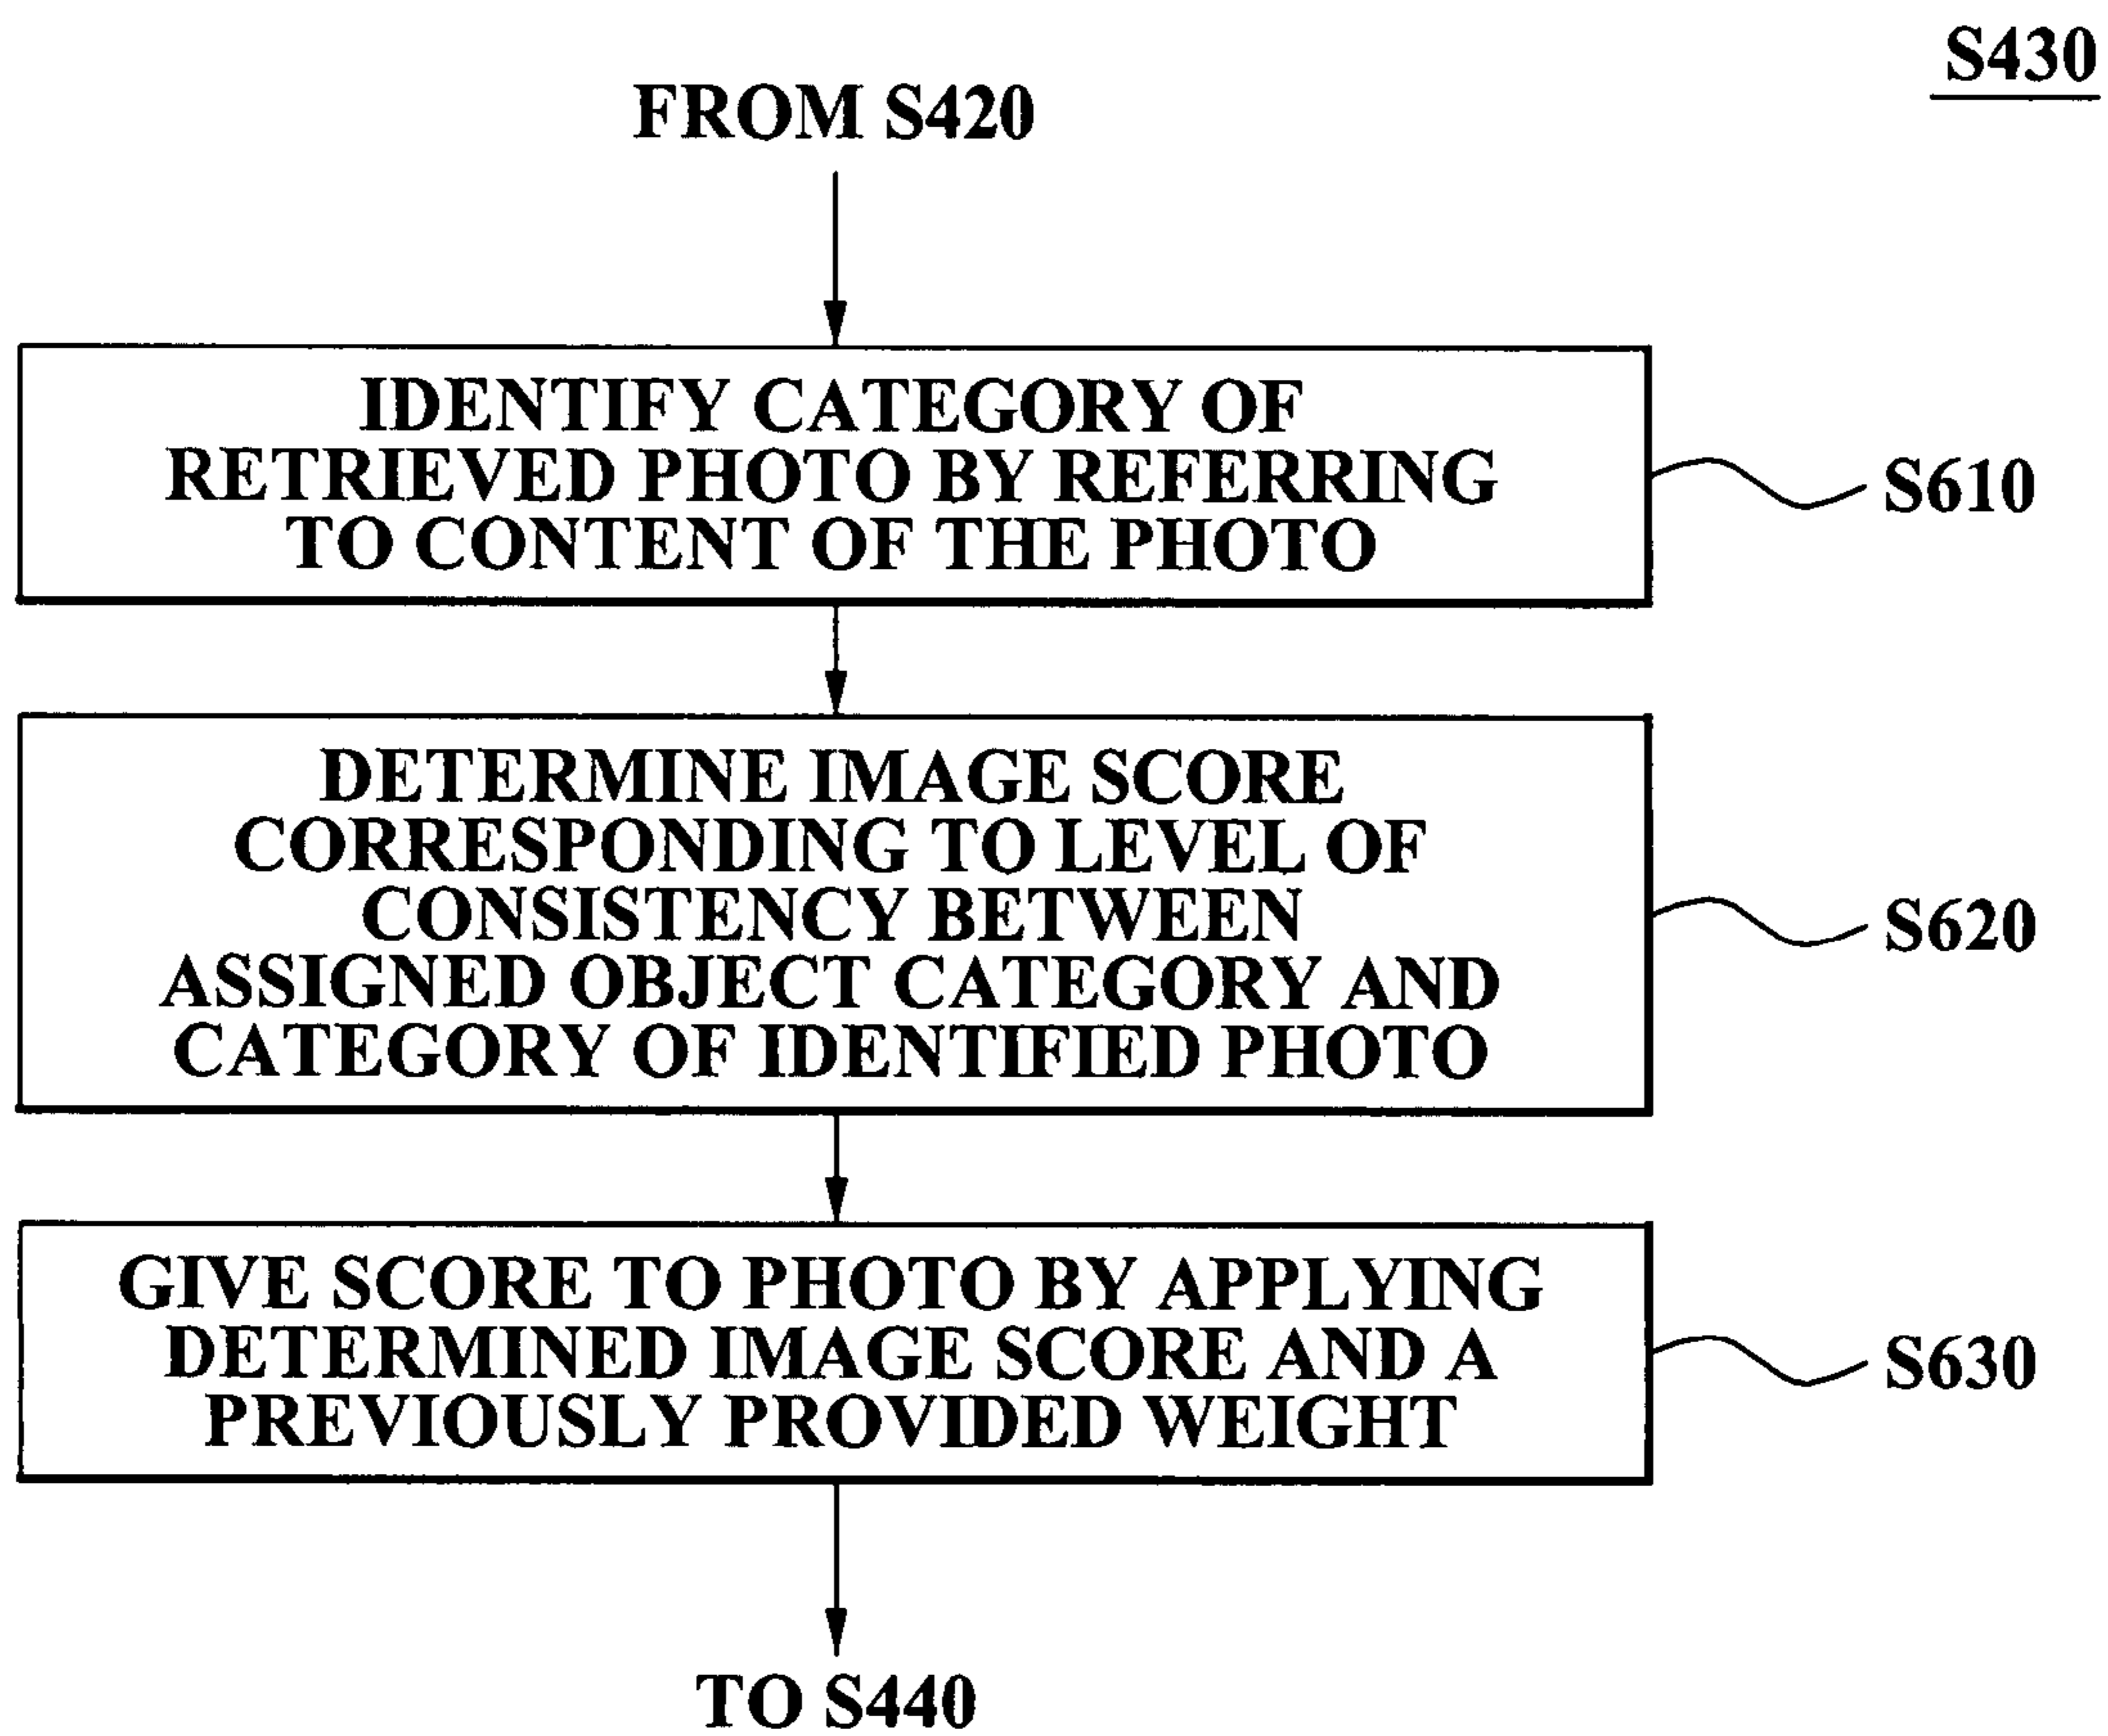 S430
FROM S420
IDENTIFY CATEGORY OF
RETRIEVED PHOTO BY REFERRING
TO CONTENT OF THE PHOTO
S610
DETERMINE IMAGE SCORE
CORRESPONDING TO LEVEL OF
CONSISTENCY BETWEEN
ASSIGNED OBJECT CATEGORY AND
CATEGORY OF IDENTIFIED PHOTO
S620
GIVE SCORE TO PHOTO BY APPLYING
DETERMINED IMAGE SCORE AND A
PREVIOUSLY PROVIDED WEIGHT
S630
TO S440